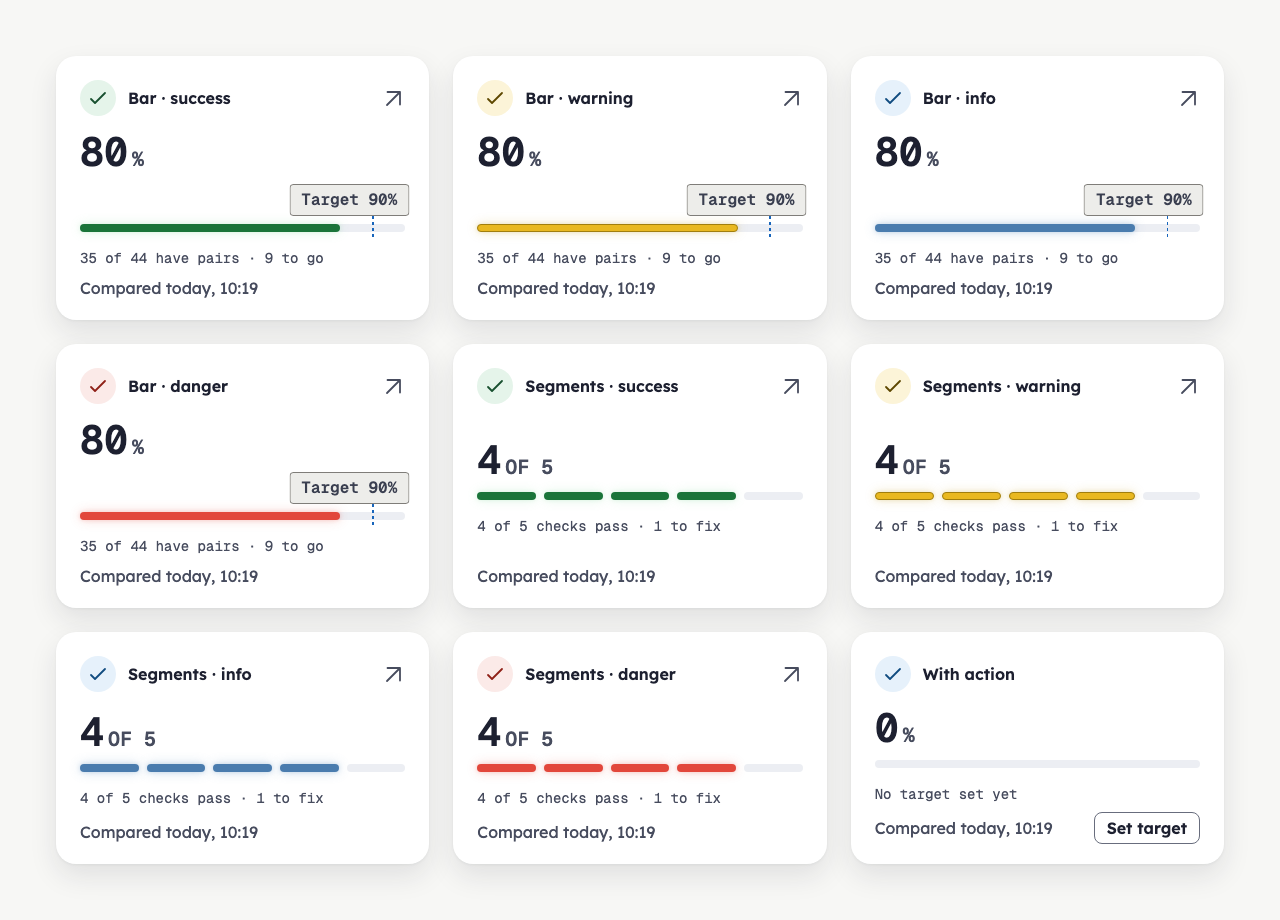 Bar · success
80%
Target 90%
35 of 44 have pairs · 9 to go
Compared today, 10:19
Bar · warning
80%
Target 90%
35 of 44 have pairs · 9 to go
Compared today, 10:19
Bar · info
80%
Target 90%
35 of 44 have pairs · 9 to go
Compared today, 10:19
Bar · danger
80%
Target 90%
35 of 44 have pairs · 9 to go
Compared today, 10:19
Segments · success
4 OF 5
4 of 5 checks pass · 1 to fix
Compared today, 10:19
Segments · warning
4 OF 5
4 of 5 checks pass · 1 to fix
Compared today, 10:19
Segments · info
4 OF 5
4 of 5 checks pass · 1 to fix
Compared today, 10:19
Segments · danger
4 OF 5
4 of 5 checks pass · 1 to fix
Compared today, 10:19
With action
0%
No target set yet
Compared today, 10:19
Set target